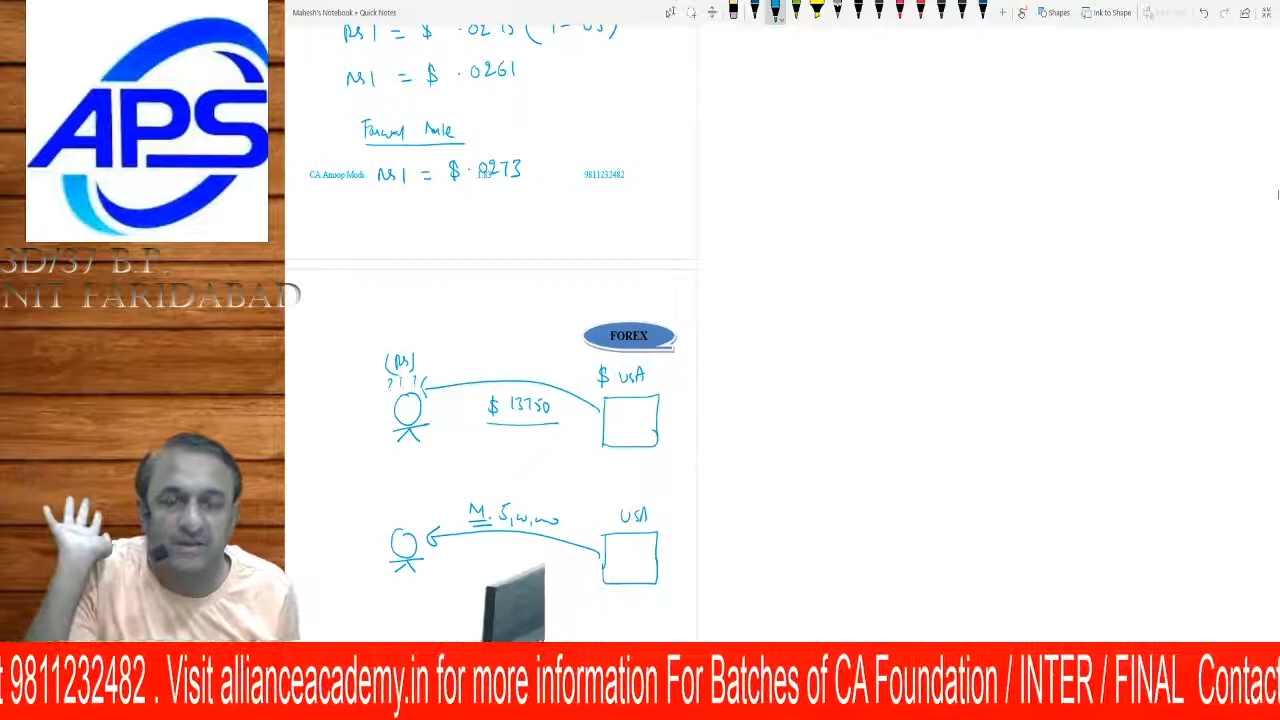 Mahesh's Notebook » Quick Notes
Shapes
Ink to Shape
APS
3D/37 B.P.
NIT FARIDABAD
Rs 1 = $ .0261
Forward Rate
CA Anoop Modi
Rs 1 = $ .0273
9811232482
FOREX
(Rs)
$ USA
? ! ?
$ 13750
USA
t 9811232482 . Visit allianceacademy.in for more information For Batches of CA Foundation / INTER / FINAL Contact